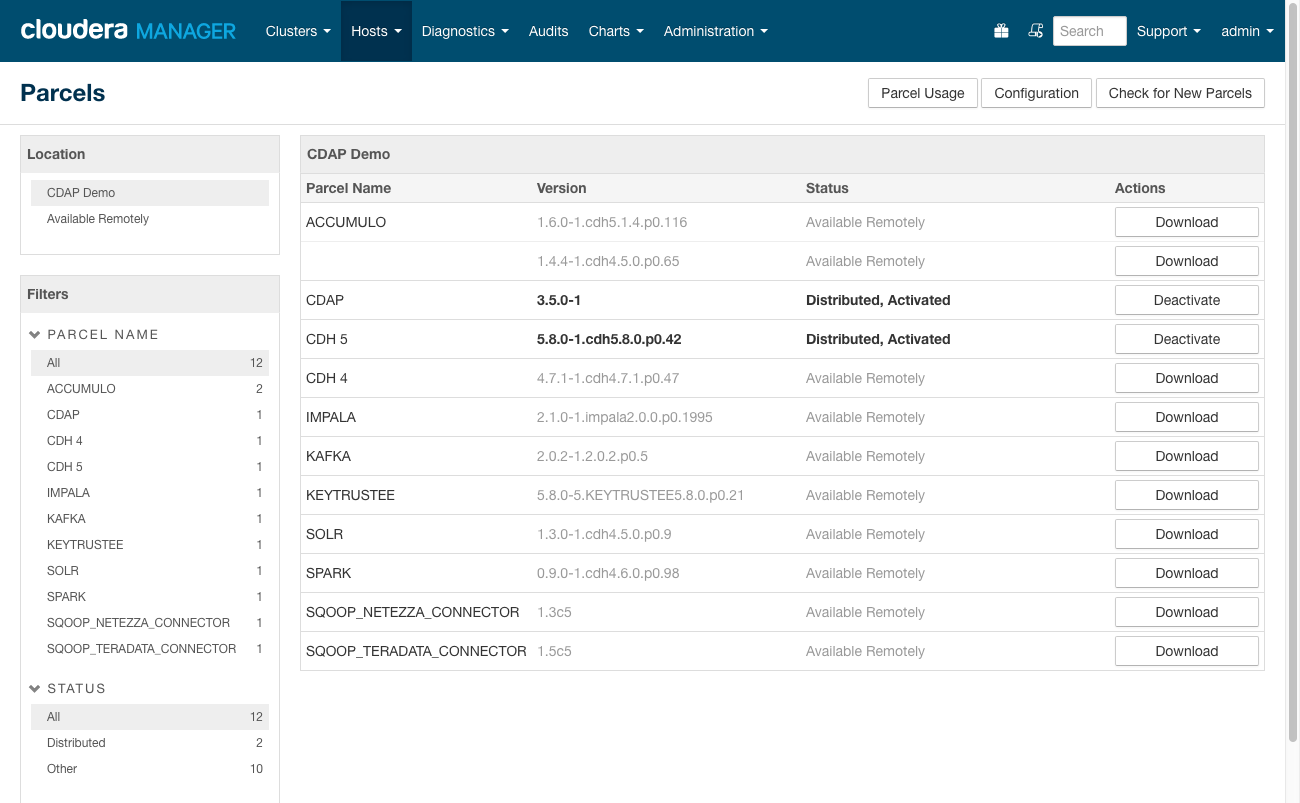 cloudera MANAGER Clusters Hosts Diagnostics Audits Charts Administration Search Support admin
Parcels
Parcel Usage Configuration Check for New Parcels
Location
CDAP Demo
Available Remotely
Filters
PARCEL NAME
All 12
ACCUMULO 2
CDAP 1
CDH 4 1
CDH 5 1
IMPALA 1
KAFKA 1
KEYTRUSTEE 1
SOLR 1
SPARK 1
SQOOP_NETEZZA_CONNECTOR 1
SQOOP_TERADATA_CONNECTOR 1
STATUS
All 12
Distributed 2
Other 10
CDAP Demo
Parcel Name Version Status Actions
ACCUMULO 1.6.0-1.cdh5.1.4.p0.116 Available Remotely Download
1.4.4-1.cdh4.5.0.p0.65 Available Remotely Download
CDAP 3.5.0-1 Distributed, Activated Deactivate
CDH 5 5.8.0-1.cdh5.8.0.p0.42 Distributed, Activated Deactivate
CDH 4 4.7.1-1.cdh4.7.1.p0.47 Available Remotely Download
IMPALA 2.1.0-1.impala2.0.0.p0.1995 Available Remotely Download
KAFKA 2.0.2-1.2.0.2.p0.5 Available Remotely Download
KEYTRUSTEE 5.8.0-5.KEYTRUSTEE5.8.0.p0.21 Available Remotely Download
SOLR 1.3.0-1.cdh4.5.0.p0.9 Available Remotely Download
SPARK 0.9.0-1.cdh4.6.0.p0.98 Available Remotely Download
SQOOP_NETEZZA_CONNECTOR 1.3c5 Available Remotely Download
SQOOP_TERADATA_CONNECTOR 1.5c5 Available Remotely Download